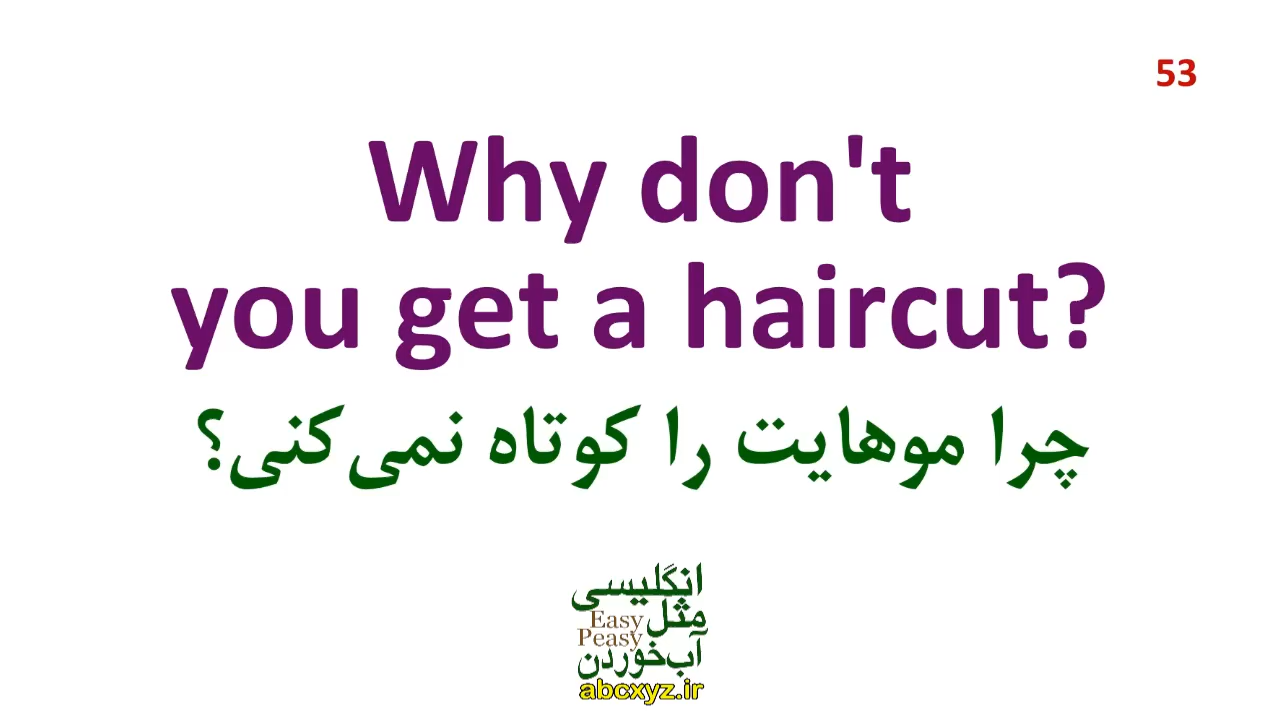 53
Why don't
you get a haircut?
چرا موهایت را کوتاه نمی‌کنی؟
انگلیسی
مثل
Easy
Peasy
آب‌خوردن
abcxyz.ir